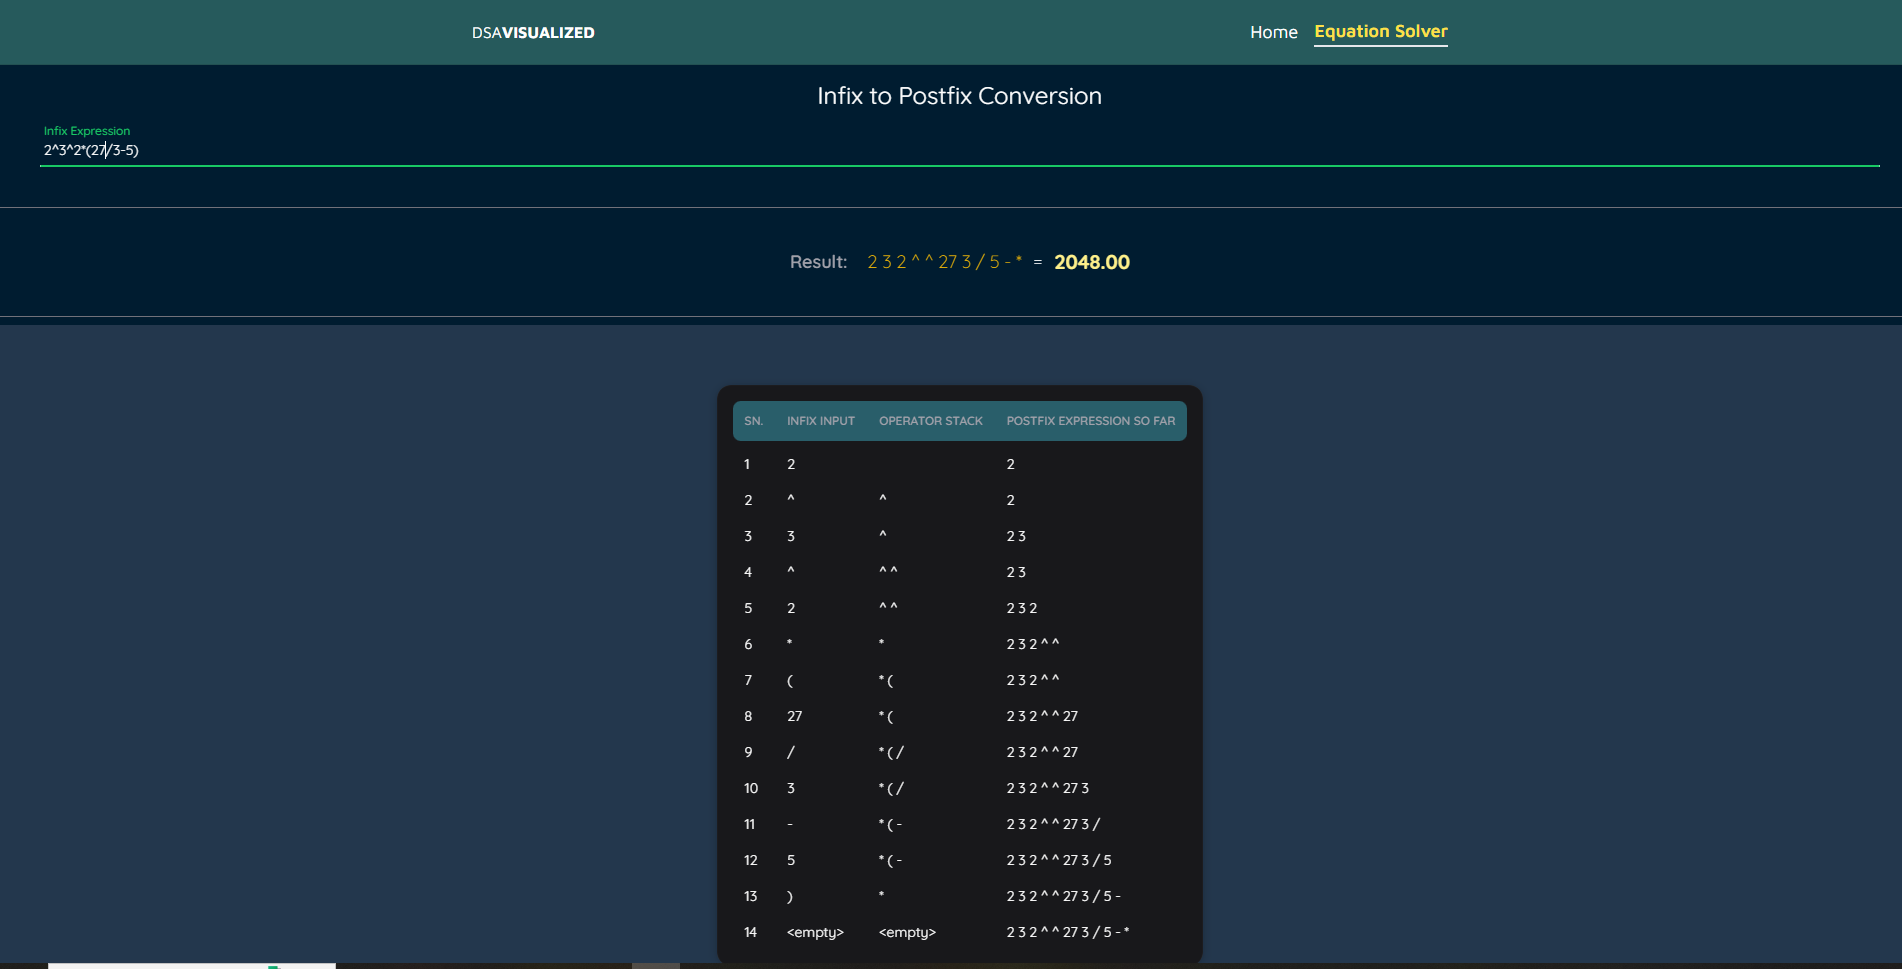 DSAVISUALIZED Home Equation Solver
Infix to Postfix Conversion
Infix Expression
2^3^2*(27/3-5)
Result: 2 3 2 ^ ^ 27 3 / 5 - * = 2048.00
SN. INFIX INPUT OPERATOR STACK POSTFIX EXPRESSION SO FAR
1 2 2
2 ^ ^ 2
3 3 ^ 2 3
4 ^ ^ ^ 2 3
5 2 ^ ^ 2 3 2
6 * * 2 3 2 ^ ^
7 ( * ( 2 3 2 ^ ^
8 27 * ( 2 3 2 ^ ^ 27
9 / * ( / 2 3 2 ^ ^ 27
10 3 * ( / 2 3 2 ^ ^ 27 3
11 - * ( - 2 3 2 ^ ^ 27 3 /
12 5 * ( - 2 3 2 ^ ^ 27 3 / 5
13 ) * 2 3 2 ^ ^ 27 3 / 5 -
14 <empty> <empty> 2 3 2 ^ ^ 27 3 / 5 - *